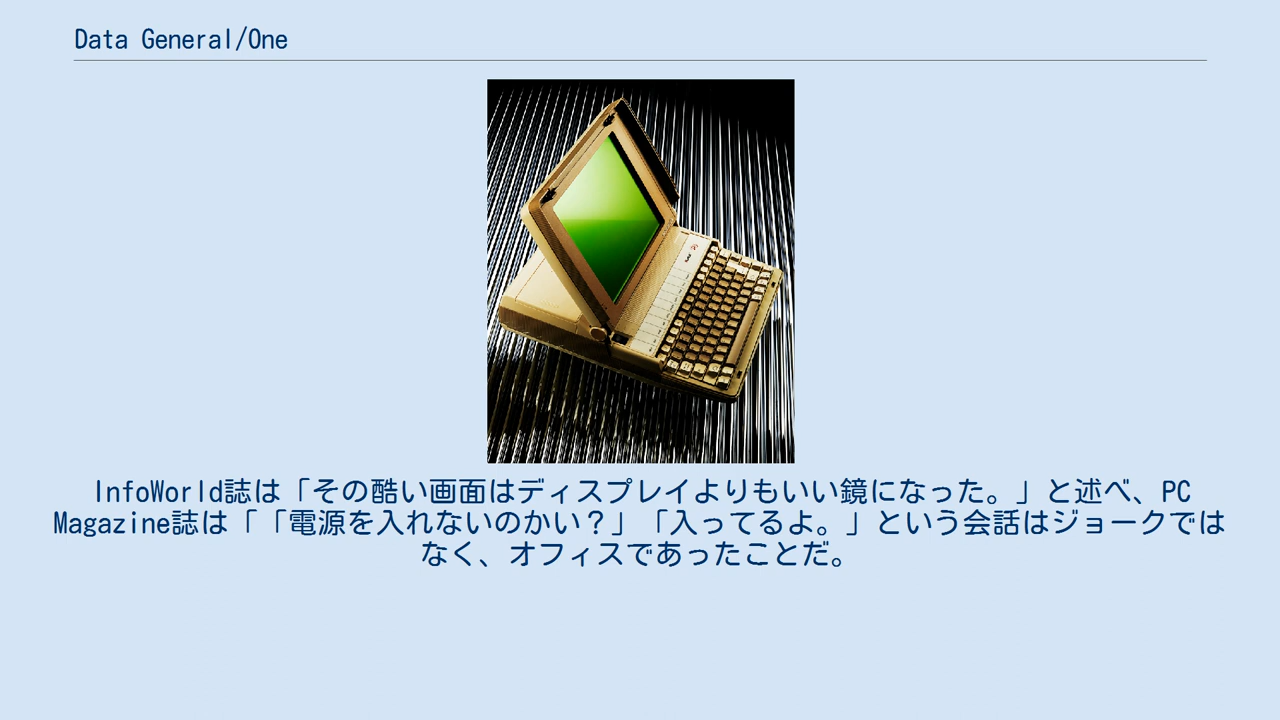 Data General/One
InfoWorld誌は「その酷い画面はディスプレイよりもいい鏡になった。」と述べ、PC
Magazine誌は「「電源を入れないのかい？」「入ってるよ。」という会話はジョークでは
なく、オフィスであったことだ。